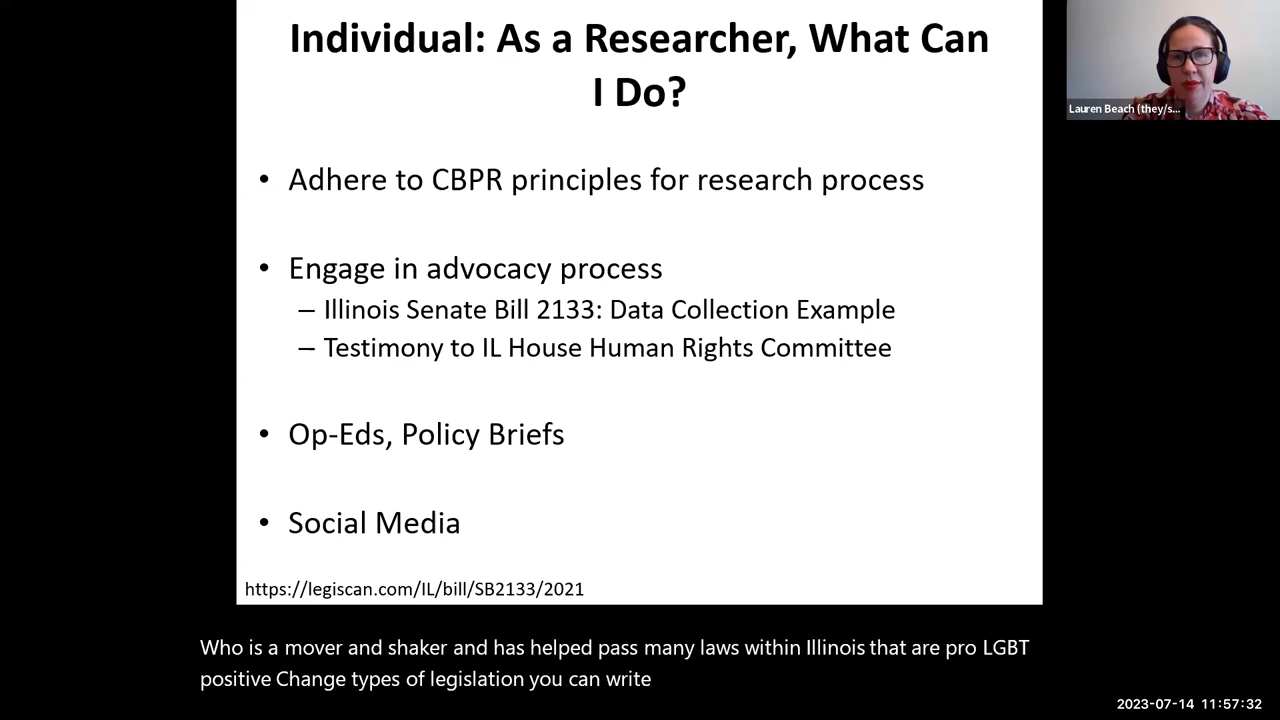 Individual: As a Researcher, What Can
I Do?
Lauren Beach (they/s...
• Adhere to CBPR principles for research process
• Engage in advocacy process
– Illinois Senate Bill 2133: Data Collection Example
– Testimony to IL House Human Rights Committee
• Op-Eds, Policy Briefs
• Social Media
https://legiscan.com/IL/bill/SB2133/2021
Who is a mover and shaker and has helped pass many laws within Illinois that are pro LGBT
positive Change types of legislation you can write
2023-07-14 11:57:32